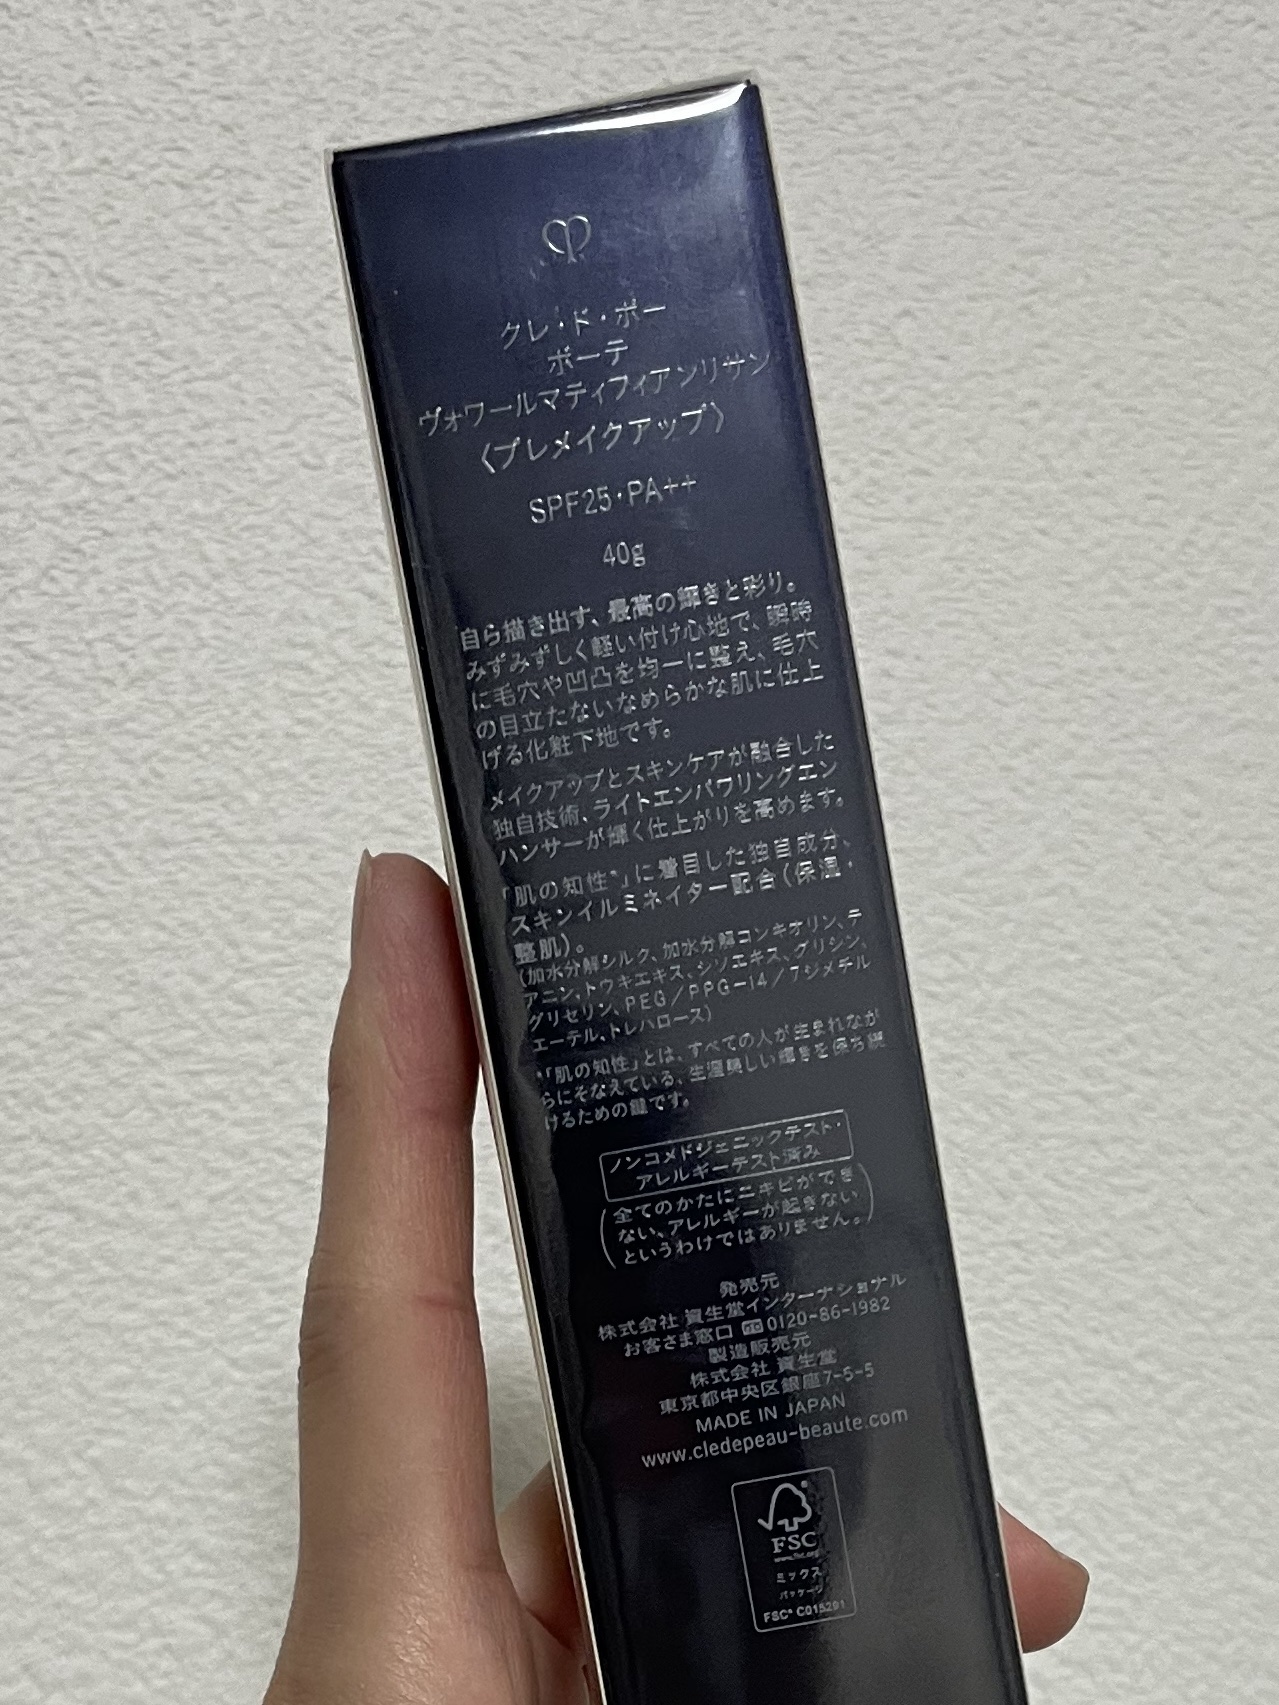 クレ・ド・ポー
ボーテ
ヴォワールマティフィアンリサン
〈プレメイクアップ〉
SPF25・PA++
40g
自ら描き出す、最高の輝きと彩り。
みずみずしく軽い付け心地で、瞬時
に毛穴や凹凸を均一に整え、毛穴
の目立たないなめらかな肌に仕上
げる化粧下地です。
メイクアップとスキンケアが融合した
独自技術、ライトエンパワリングエン
ハンサーが輝く仕上がりを高めます。
「肌の知性*」に着目した独自成分、
スキンイルミネイター配合(保湿・
整肌)。
(加水分解シルク、加水分解コンキオリン、テ
アニン、トウキエキス、シソエキス、グリシン、
グリセリン、PEG/PPG-14/7ジメチル
エーテル、トレハロース)
*「肌の知性」とは、すべての人が生まれなが
らにそなえている、生涯美しい輝きを保ち続
けるための鍵です。
ノンコメドジェニックテスト・
アレルギーテスト済み
(全てのかたにニキビができ
ない、アレルギーが起きない
というわけではありません。)
発売元
株式会社 資生堂インターナショナル
お客さま窓口 0120-86-1982
製造販売元
株式会社 資生堂
東京都中央区銀座7-5-5
MADE IN JAPAN
www.cledepeau-beaute.com
FSC
www.fsc.org
ミックス
パッケージ
FSC® C015291